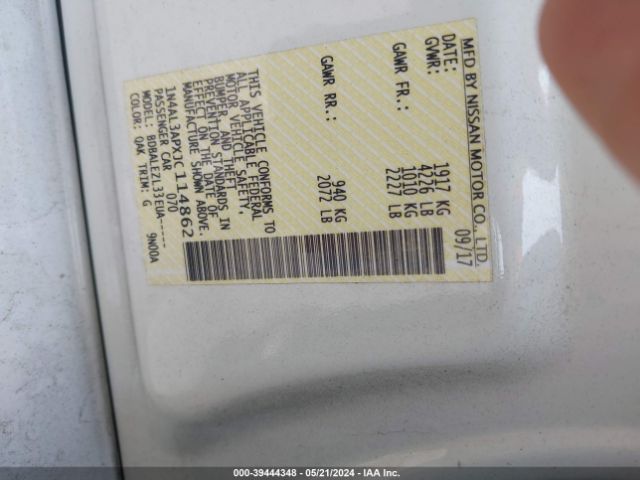 MFD BY NISSAN MOTOR CO., LTD.
DATE: 09/17
GVWR: 1917 KG
4226 LB
GAWR FR.: 1010 KG
2227 LB
GAWR RR.: 940 KG
2072 LB
THIS VEHICLE CONFORMS TO
ALL APPLICABLE FEDERAL
MOTOR VEHICLE SAFETY,
BUMPER, AND THEFT
PREVENTION STANDARDS IN
EFFECT ON THE DATE OF
MANUFACTURE SHOWN ABOVE.
1N4AL3APXJC114862
PASSENGER CAR 070
MODEL: BDBALZL33EUA-----
COLOR: QAK TRIM: G 9N00A
000-39444348 | 05/21/2024 | IAA Inc.